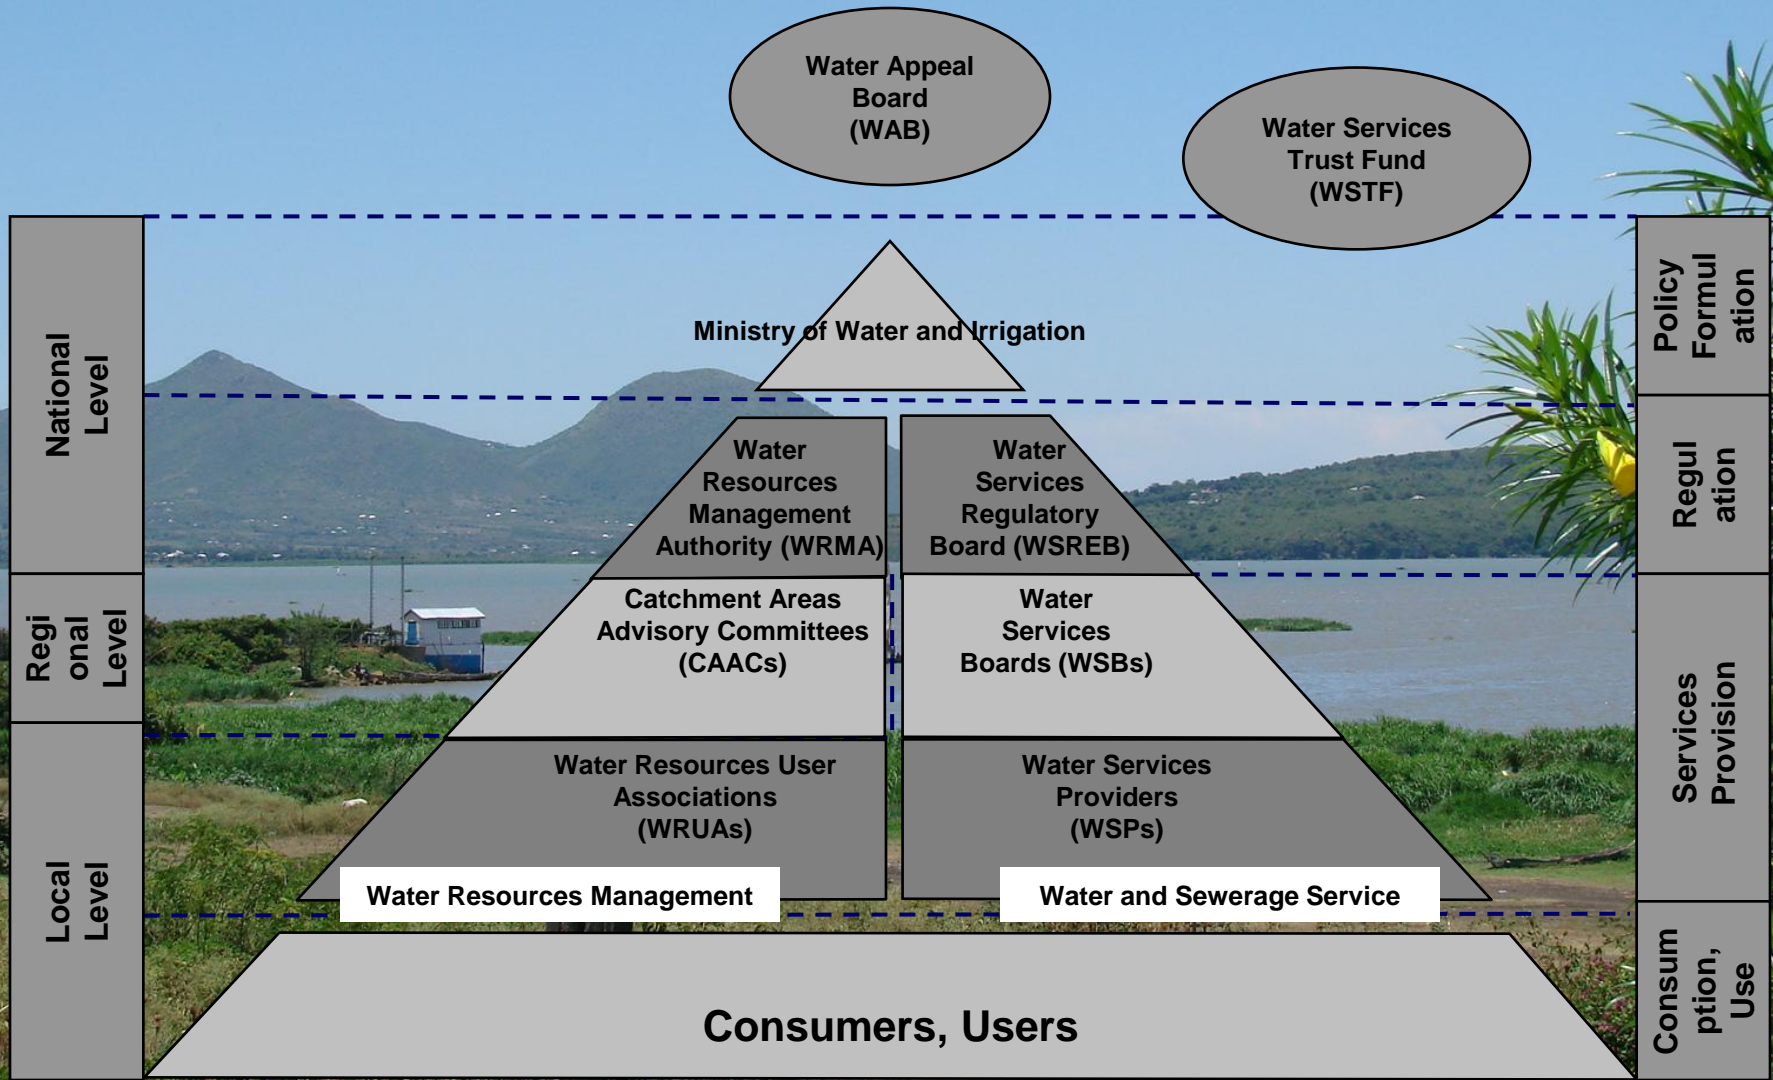 Water Appeal
Board
(WAB)
Water Services
Trust Fund
(WSTF)
National
Level
Regi
onal
Level
Local
Level
Ministry of Water and Irrigation
Water
Resources
Management
Authority (WRMA)
Water
Services
Regulatory
Board (WSREB)
Catchment Areas
Advisory Committees
(CAACs)
Water
Services
Boards (WSBs)
Water Resources User
Associations
(WRUAs)
Water Services
Providers
(WSPs)
Water Resources Management
Water and Sewerage Service
Consumers, Users
Policy
Formul
ation
Regul
ation
Services
Provision
Consum
ption,
Use